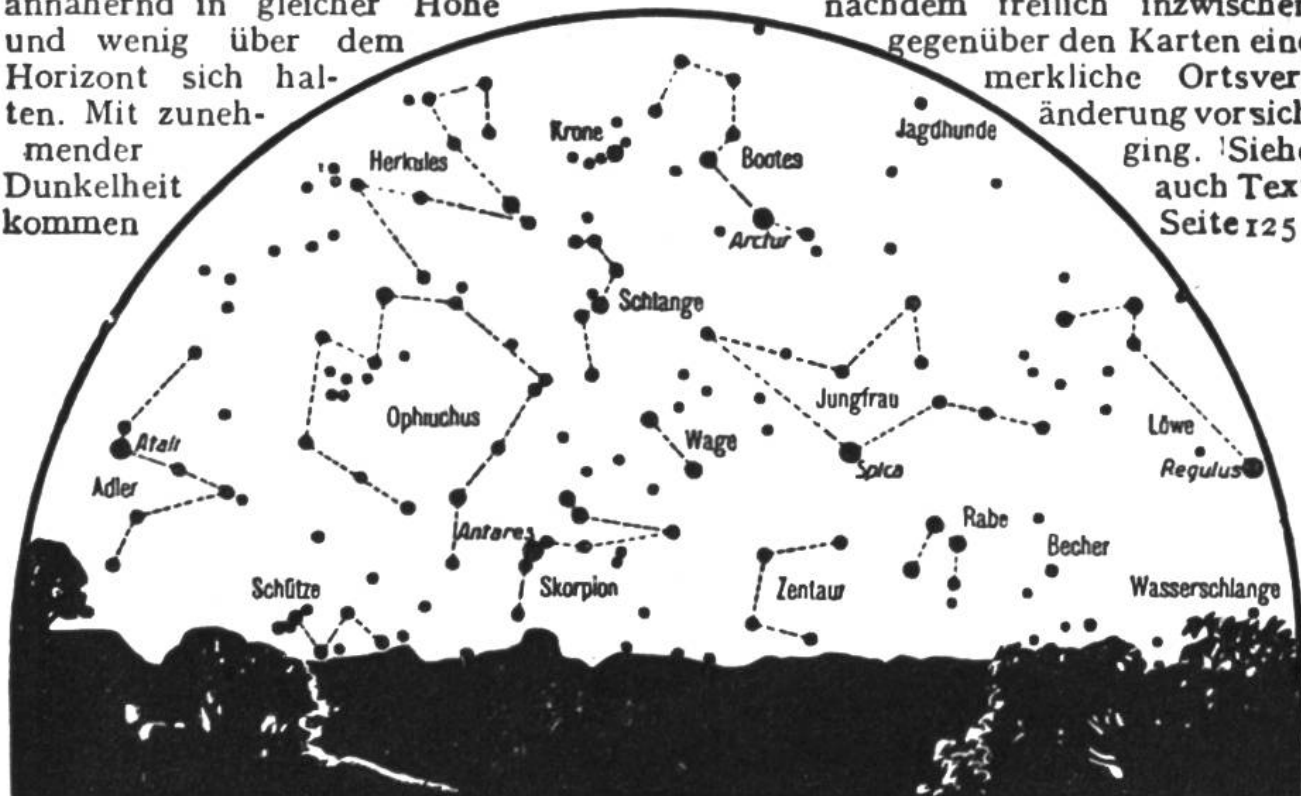 annähernd in gleicher Höhe
und wenig über dem
Horizont sich hal-
ten. Mit zuneh-
mender
Dunkelheit
kommen
nachdem freilich inzwischen
gegenüber den Karten eine
merkliche Ortsver
änderung vor sich
ging. Siehe
auch Tex
Seite 125
Herkules
Krone
Bootes
Jagdhunde
Arctur
Schlange
Ophiuchus
Jungfrau
Löwe
Regulus
Atair
Adler
Wage
Spica
Antares
Rabe
Becher
Schütze
Skorpion
Zentaur
Wasserschlange